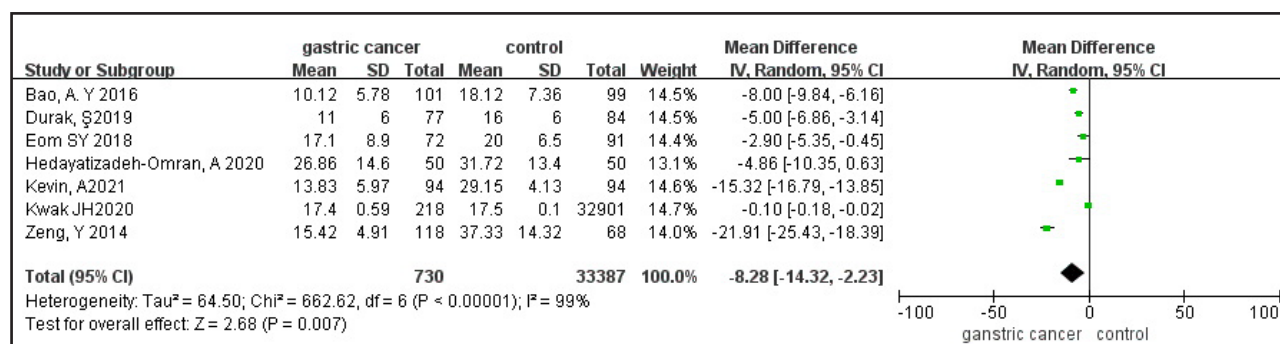 gastric cancer control Mean Difference Mean Difference
Study or Subgroup Mean SD Total Mean SD Total Weight IV, Random, 95% CI IV, Random, 95% CI
Bao, A. Y 2016 10.12 5.78 101 18.12 7.36 99 14.5% -8.00 [-9.84, -6.16]
Durak, Ş2019 11 6 77 16 6 84 14.5% -5.00 [-6.86, -3.14]
Eom SY 2018 17.1 8.9 72 20 6.5 91 14.4% -2.90 [-5.35, -0.45]
Hedayatizadeh-Omran, A 2020 26.86 14.6 50 31.72 13.4 50 13.1% -4.86 [-10.35, 0.63]
Kevin, A2021 13.83 5.97 94 29.15 4.13 94 14.6% -15.32 [-16.79, -13.85]
Kwak JH2020 17.4 0.59 218 17.5 0.1 32901 14.7% -0.10 [-0.18, -0.02]
Zeng, Y 2014 15.42 4.91 118 37.33 14.32 68 14.0% -21.91 [-25.43, -18.39]
Total (95% CI) 730 33387 100.0% -8.28 [-14.32, -2.23]
Heterogeneity: Tau² = 64.50; Chi² = 662.62, df = 6 (P < 0.00001); I² = 99%
Test for overall effect: Z = 2.68 (P = 0.007)
-100 -50 0 50 100
ganstric cancer control